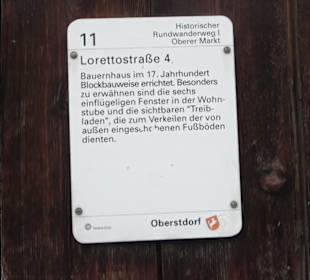 11
Historischer
Rundwanderweg I
Oberer Markt
Lorettostraße 4
Bauernhaus im 17. Jahrhundert
Blockbauweise errichtet. Besonders
zu erwähnen sind die sechs
einflügeligen Fenster in der Wohn-
stube und die sichtbaren "Treib-
laden", die zum Verkeilen der von
außen eingeschobenen Fußböden
dienten.
Oberstdorf